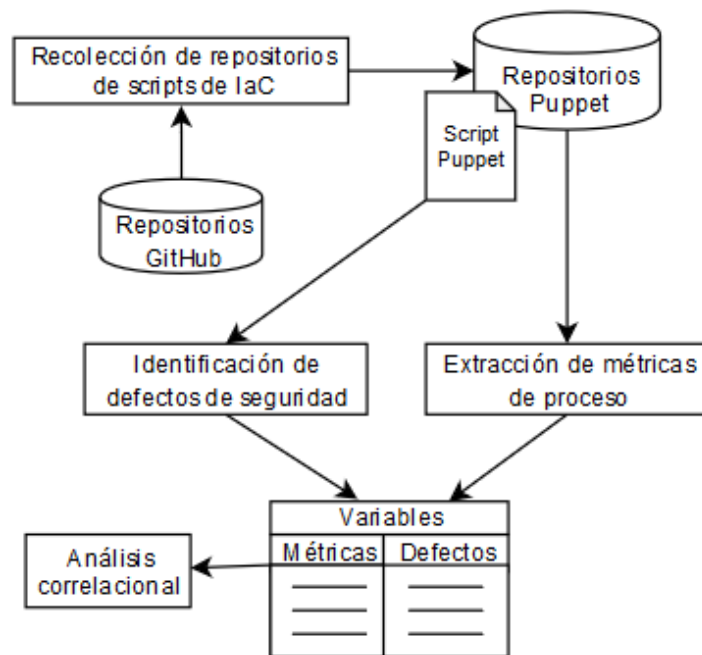 Recolección de repositorios
de scripts de IaC
Repositorios
Puppet
Script
Puppet
Repositorios
GitHub
Identificación de
defectos de seguridad
Extracción de métricas
de proceso
Variables
Métricas
Defectos
Análisis
correlacional